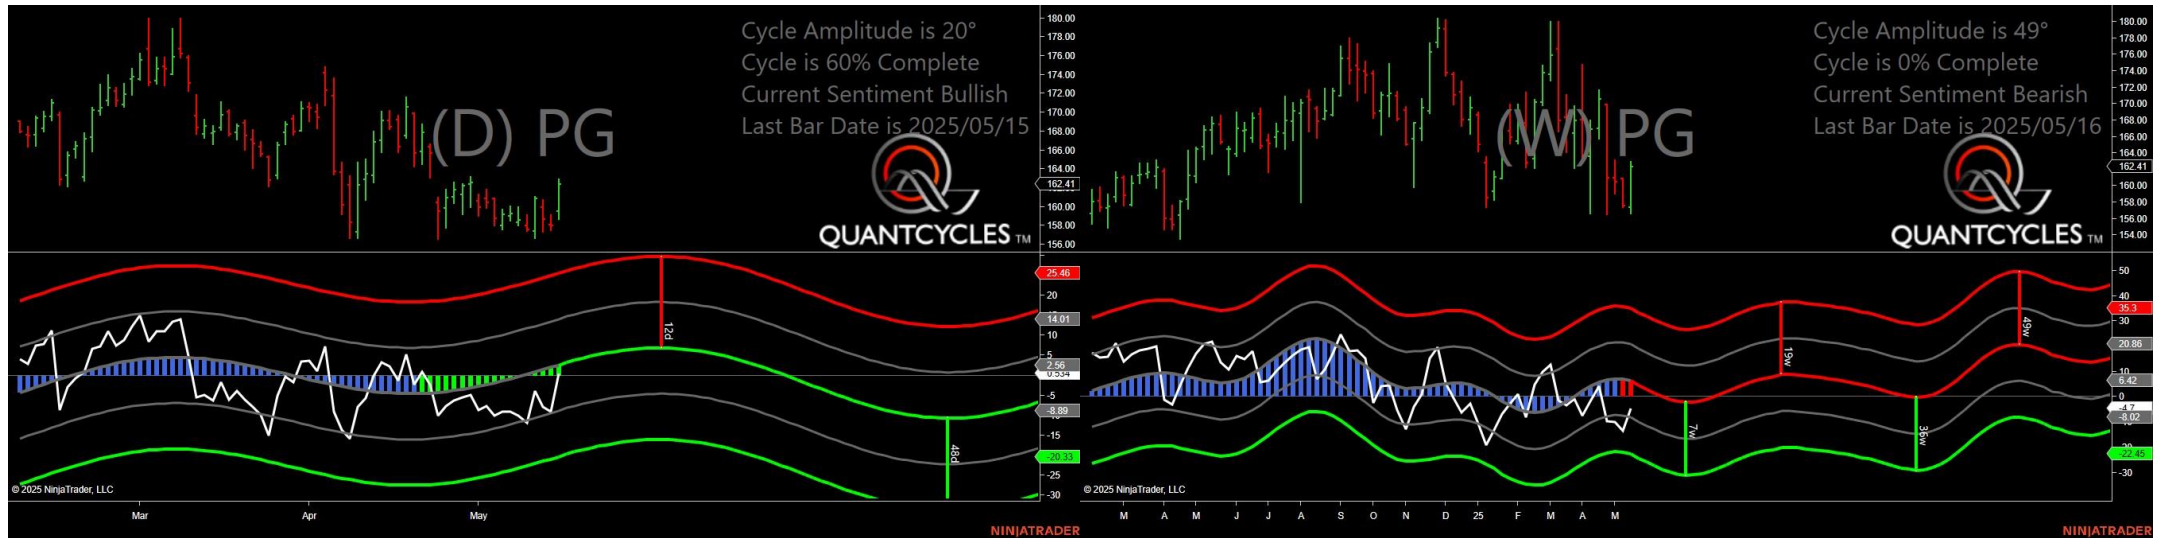 Cycle Amplitude is 20°
Cycle is 60% Complete
Current Sentiment Bullish
Last Bar Date is 2025/05/15
(D) PG
QUANTCYCLES TM
180.00
178.00
176.00
174.00
172.00
170.00
168.00
166.00
164.00
162.41
160.00
158.00
156.00
25.46
20
14.01
10
5
2.56
0.534
-5
-8.89
-15
-20.33
-25
-30
12d
48d
© 2025 NinjaTrader, LLC
Mar
Apr
May
NINJATRADER
Cycle Amplitude is 49°
Cycle is 0% Complete
Current Sentiment Bearish
Last Bar Date is 2025/05/16
(W) PG
QUANTCYCLES TM
180.00
178.00
176.00
174.00
172.00
170.00
168.00
166.00
164.00
162.41
160.00
158.00
156.00
154.00
50
40
35.3
30
20.86
10
6.42
0
-4.7
-8.02
-22.45
-30
7w
19w
36w
49w
© 2025 NinjaTrader, LLC
M A M J J A S O N D 25 F M A M
NINJATRADER